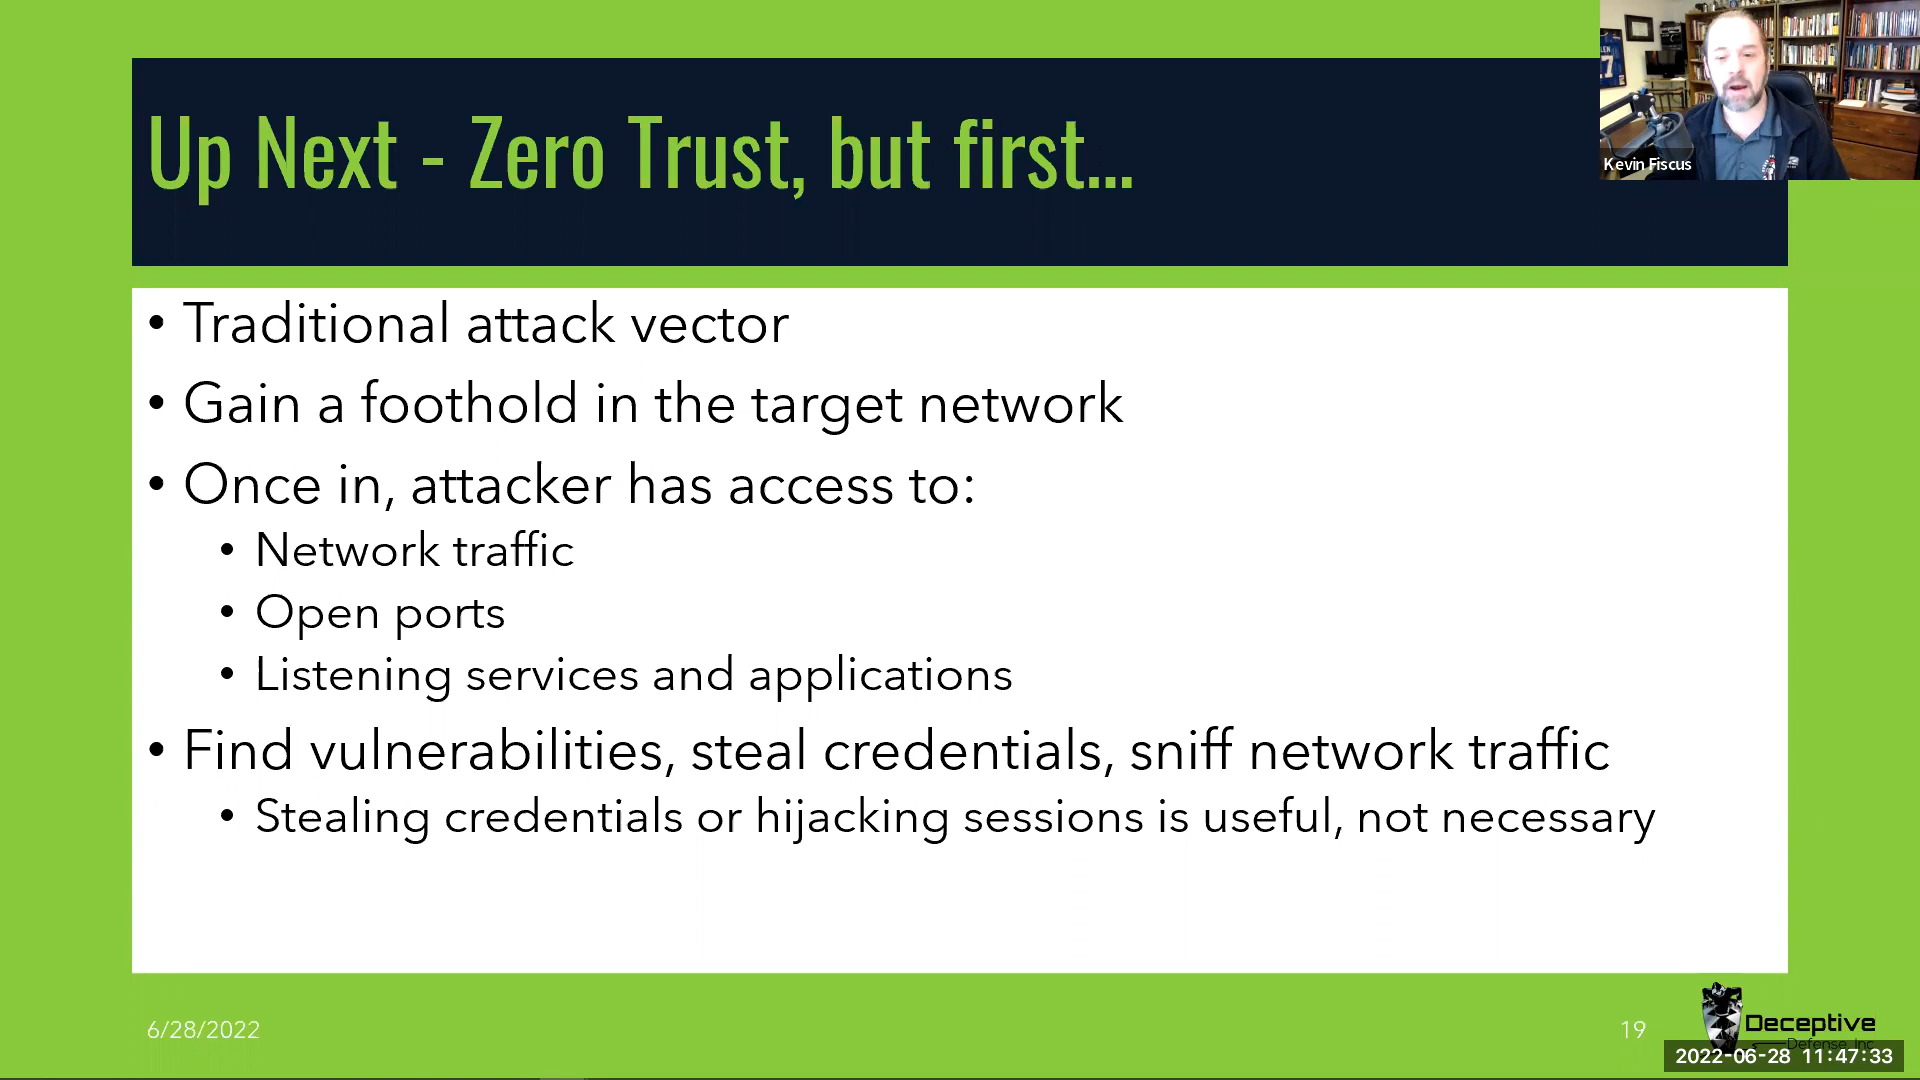 Up Next - Zero Trust, but first...
Kevin Fiscus
• Traditional attack vector
• Gain a foothold in the target network
• Once in, attacker has access to:
• Network traffic
• Open ports
• Listening services and applications
• Find vulnerabilities, steal credentials, sniff network traffic
• Stealing credentials or hijacking sessions is useful, not necessary
6/28/2022
19
Deceptive
Defense, Inc
2022-06-28 11:47:33